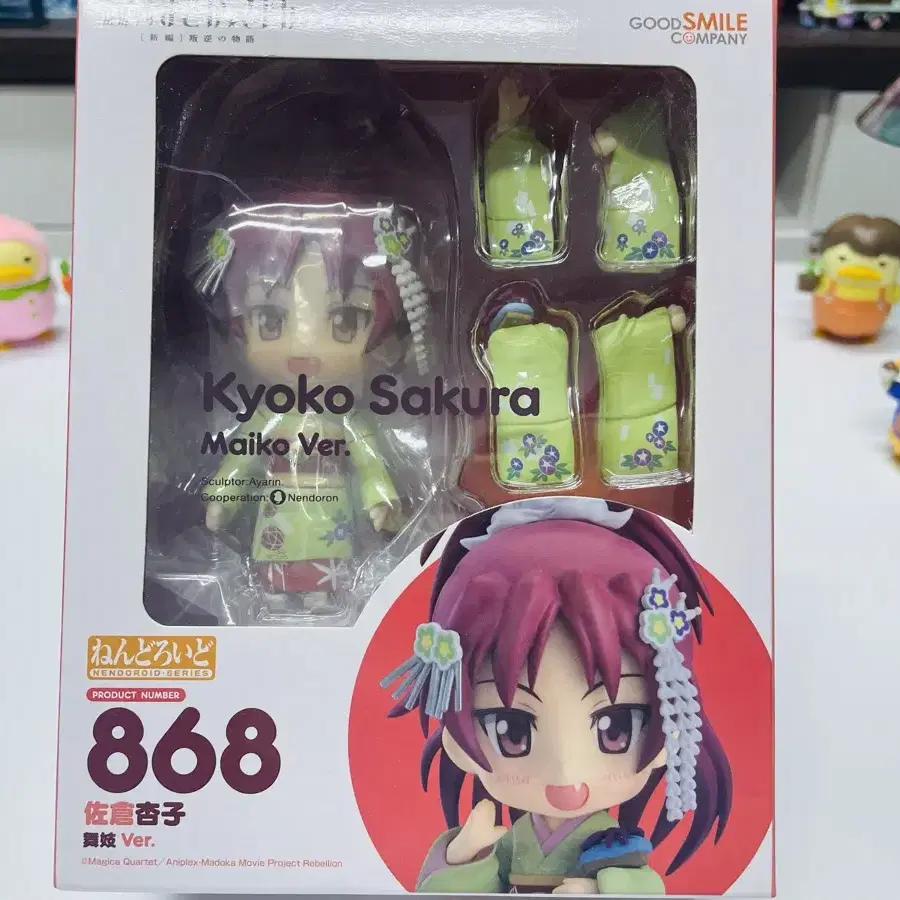 [新編] 叛逆の物語
GOOD SMILE
COMPANY
Kyoko Sakura
Maiko Ver.
Sculptor:Ayarin
Cooperation: Nendoron
ねんどろいど
NENDOROID・SERIES
PRODUCT NUMBER
868
佐倉杏子
舞妓 Ver.
©Magica Quartet／Aniplex・Madoka Movie Project Rebellion